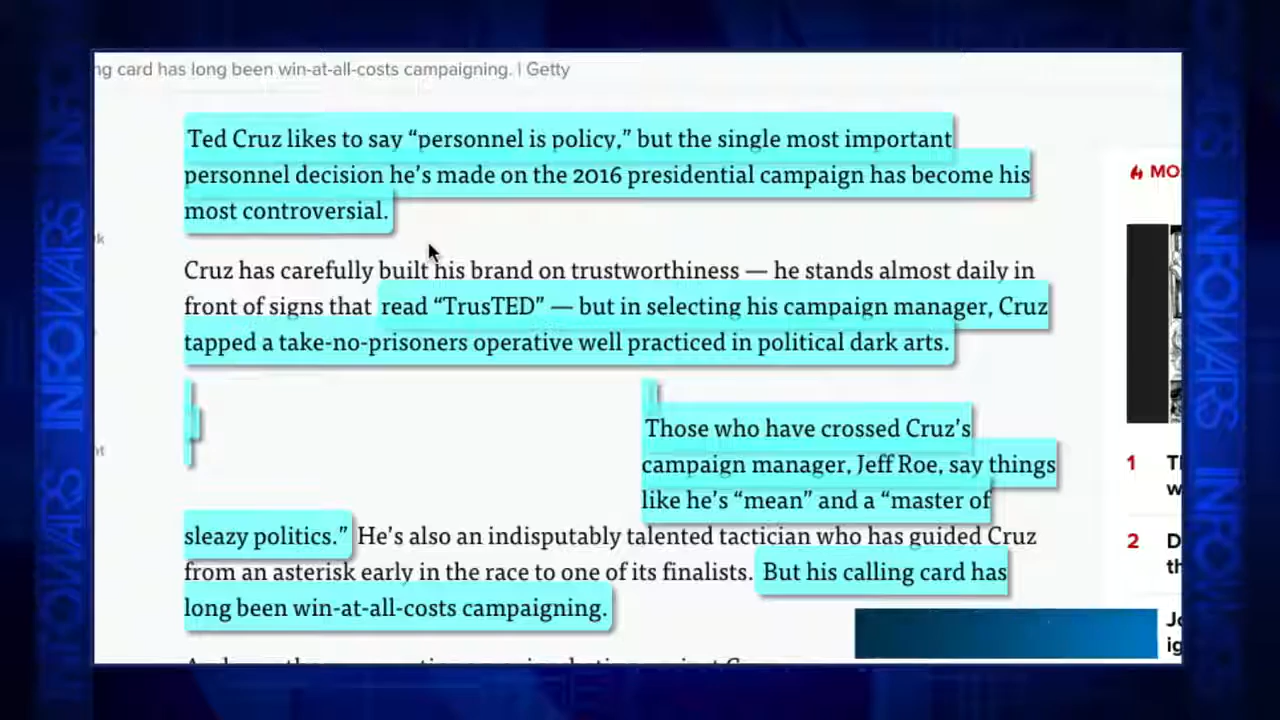 ng card has long been win-at-all-costs campaigning. | Getty
Ted Cruz likes to say “personnel is policy,” but the single most important
personnel decision he’s made on the 2016 presidential campaign has become his
most controversial.
Cruz has carefully built his brand on trustworthiness — he stands almost daily in
front of signs that read “TrusTED” — but in selecting his campaign manager, Cruz
tapped a take-no-prisoners operative well practiced in political dark arts.
Those who have crossed Cruz’s
campaign manager, Jeff Roe, say things
like he’s “mean” and a “master of
sleazy politics.” He’s also an indisputably talented tactician who has guided Cruz
from an asterisk early in the race to one of its finalists. But his calling card has
long been win-at-all-costs campaigning.
MO
1
2
INFOWARS
INFOWARS